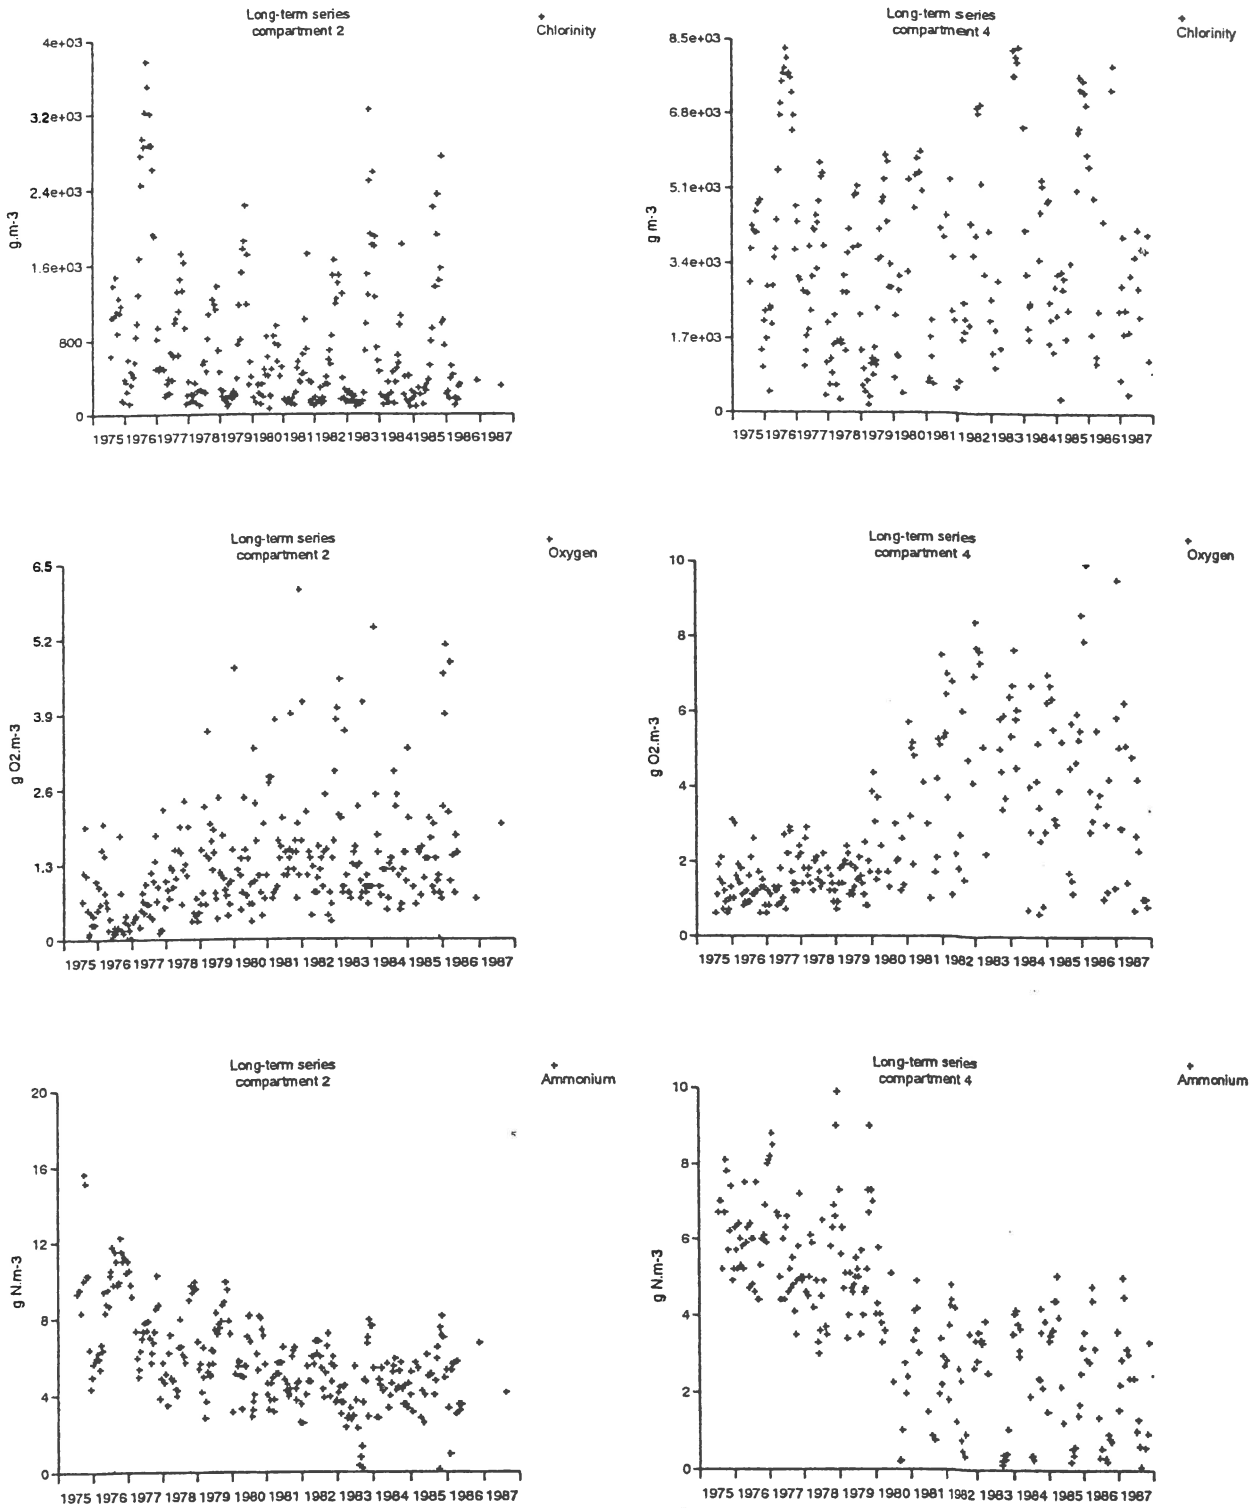 Long-term series
compartment 2
+ Chlorinity
g.m-3
4e+03
3.2e+03
2.4e+03
1.6e+03
800
0
1975 1976 1977 1978 1979 1980 1981 1982 1983 1984 1985 1986 1987
Long-term series
compartment 4
+ Chlorinity
g m-3
8.5e+03
6.8e+03
5.1e+03
3.4e+03
1.7e+03
0
1975 1976 1977 1978 1979 1980 1981 1982 1983 1984 1985 1986 1987
Long-term series
compartment 2
+ Oxygen
g O2.m-3
6.5
5.2
3.9
2.6
1.3
0
1975 1976 1977 1978 1979 1980 1981 1982 1983 1984 1985 1986 1987
Long-term series
compartment 4
+ Oxygen
g O2.m-3
10
8
6
4
2
0
1975 1976 1977 1978 1979 1980 1981 1982 1983 1984 1985 1986 1987
Long-term series
compartment 2
+ Ammonium
g N.m-3
20
16
12
8
4
0
1975 1976 1977 1978 1979 1980 1981 1982 1983 1984 1985 1986 1987
Long-term series
compartment 4
+ Ammonium
g N.m-3
10
8
6
4
2
0
1975 1976 1977 1978 1979 1980 1981 1982 1983 1984 1985 1986 1987